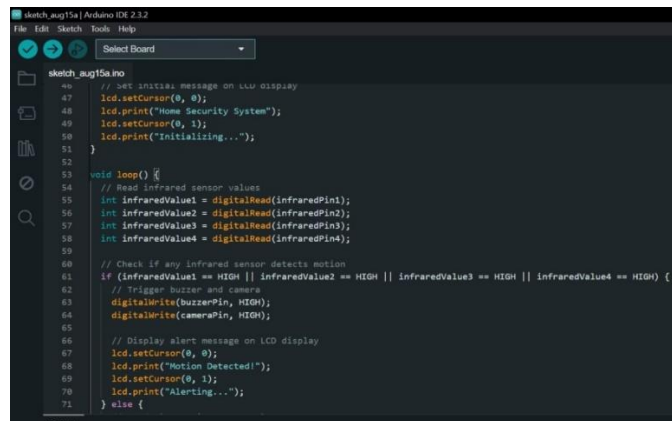 sketch_aug15a | Arduino IDE 2.3.2
File Edit Sketch Tools Help
Select Board
sketch_aug15a.ino
46 // Set initial message on LCD display
47 lcd.setCursor(0, 0);
48 lcd.print("Home Security System");
49 lcd.setCursor(0, 1);
50 lcd.print("Initializing...");
51 }
52
53 void loop() {
54 // Read infrared sensor values
55 int infraredValue1 = digitalRead(infraredPin1);
56 int infraredValue2 = digitalRead(infraredPin2);
57 int infraredValue3 = digitalRead(infraredPin3);
58 int infraredValue4 = digitalRead(infraredPin4);
59
60 // Check if any infrared sensor detects motion
61 if (infraredValue1 == HIGH || infraredValue2 == HIGH || infraredValue3 == HIGH || infraredValue4 == HIGH) {
62 // Trigger buzzer and camera
63 digitalWrite(buzzerPin, HIGH);
64 digitalWrite(cameraPin, HIGH);
65
66 // Display alert message on LCD display
67 lcd.setCursor(0, 0);
68 lcd.print("Motion Detected!");
69 lcd.setCursor(0, 1);
70 lcd.print("Alerting...");
71 } else {